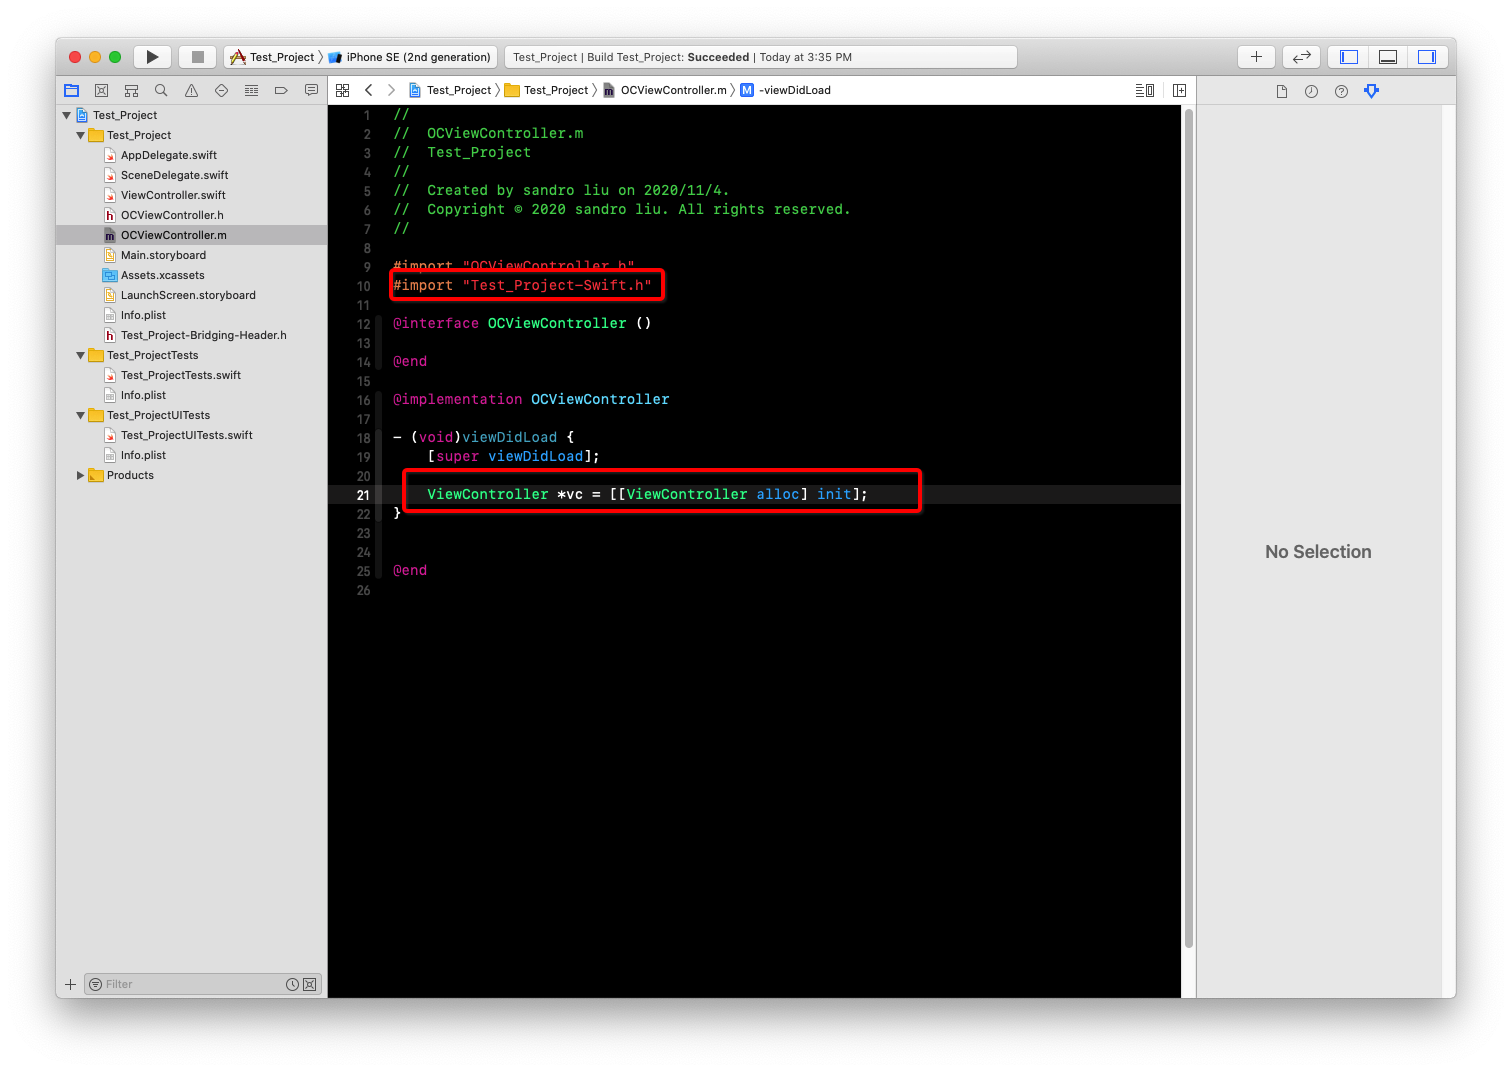 Test_Project
iPhone SE (2nd generation)
Test_Project | Build Test_Project: Succeeded | Today at 3:35 PM
Test_Project
Test_Project
OCViewController.m
M -viewDidLoad
Test_Project
Test_Project
AppDelegate.swift
SceneDelegate.swift
ViewController.swift
h OCViewController.h
m OCViewController.m
Main.storyboard
Assets.xcassets
LaunchScreen.storyboard
Info.plist
h Test_Project-Bridging-Header.h
Test_ProjectTests
Test_ProjectTests.swift
Info.plist
Test_ProjectUITests
Test_ProjectUITests.swift
Info.plist
Products
Filter
1 //
2 //  OCViewController.m
3 //  Test_Project
4 //
5 //  Created by sandro liu on 2020/11/4.
6 //  Copyright © 2020 sandro liu. All rights reserved.
7 //
8
9 #import "OCViewController.h"
10 #import "Test_Project-Swift.h"
11
12 @interface OCViewController ()
13
14 @end
15
16 @implementation OCViewController
17
18 - (void)viewDidLoad {
19     [super viewDidLoad];
20
21     ViewController *vc = [[ViewController alloc] init];
22 }
23
24
25 @end
26
No Selection